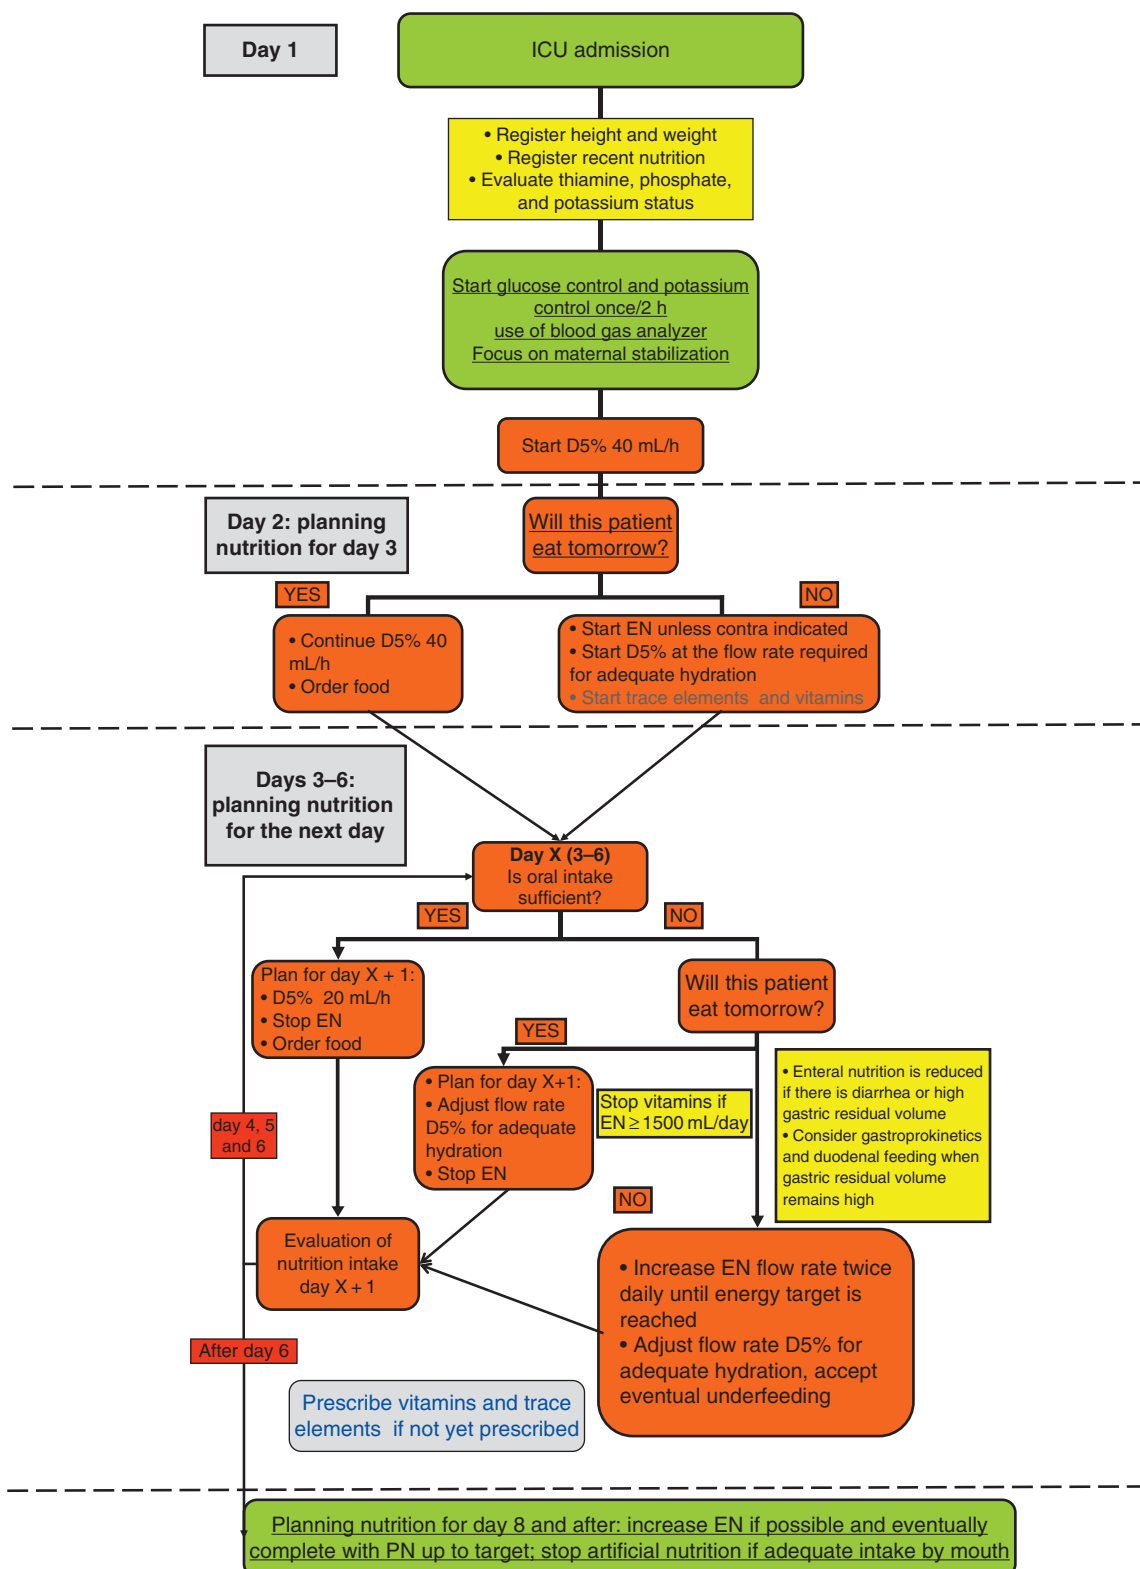 Day 1
ICU admission
• Register height and weight
• Register recent nutrition
• Evaluate thiamine, phosphate,
and potassium status
Start glucose control and potassium
control once/2 h
use of blood gas analyzer
Focus on maternal stabilization
Start D5% 40 mL/h
Day 2: planning
nutrition for day 3
Will this patient
eat tomorrow?
YES
NO
• Continue D5% 40
mL/h
• Order food
• Start EN unless contra indicated
• Start D5% at the flow rate required
for adequate hydration
• Start trace elements and vitamins
Days 3–6:
planning nutrition
for the next day
Day X (3–6)
Is oral intake
sufficient?
YES
NO
Plan for day X + 1:
• D5% 20 mL/h
• Stop EN
• Order food
Will this patient
eat tomorrow?
YES
• Plan for day X+1:
• Adjust flow rate
D5% for adequate
hydration
• Stop EN
Stop vitamins if
EN ≥ 1500 mL/day
• Enteral nutrition is reduced
if there is diarrhea or high
gastric residual volume
• Consider gastroprokinetics
and duodenal feeding when
gastric residual volume
remains high
day 4, 5
and 6
NO
Evaluation of
nutrition intake
day X + 1
• Increase EN flow rate twice
daily until energy target is
reached
• Adjust flow rate D5% for
adequate hydration, accept
eventual underfeeding
After day 6
Prescribe vitamins and trace
elements if not yet prescribed
Planning nutrition for day 8 and after: increase EN if possible and eventually
complete with PN up to target; stop artificial nutrition if adequate intake by mouth